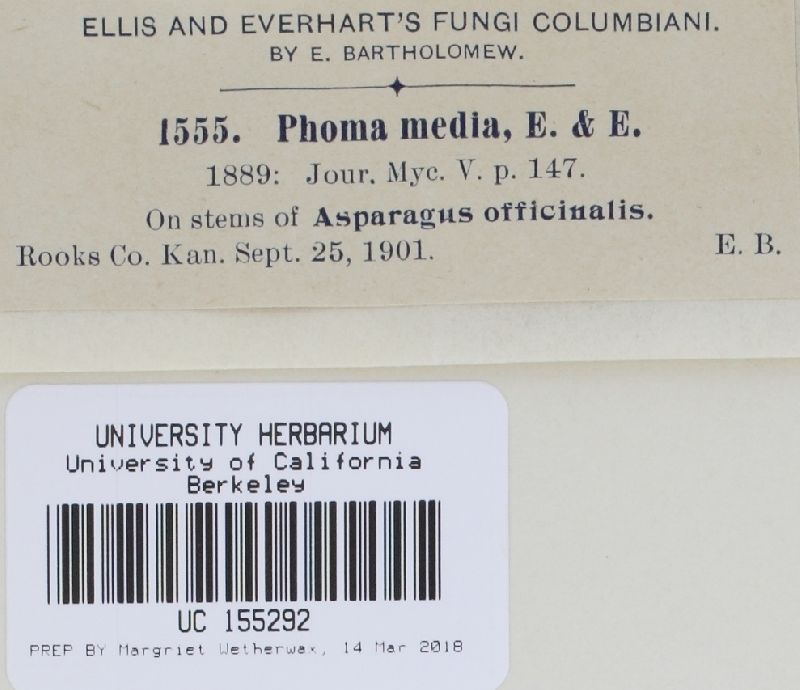 ELLIS AND EVERHART'S FUNGI COLUMBIANI.
BY E. BARTHOLOMEW.
1555. Phoma media, E. & E.
1889: Jour. Myc. V. p. 147.
On stems of Asparagus officinalis.
Rooks Co. Kan. Sept. 25, 1901. E. B.
UNIVERSITY HERBARIUM
University of California
Berkeley
UC 155292
PREP BY Margriet Wetherwax, 14 Mar 2018